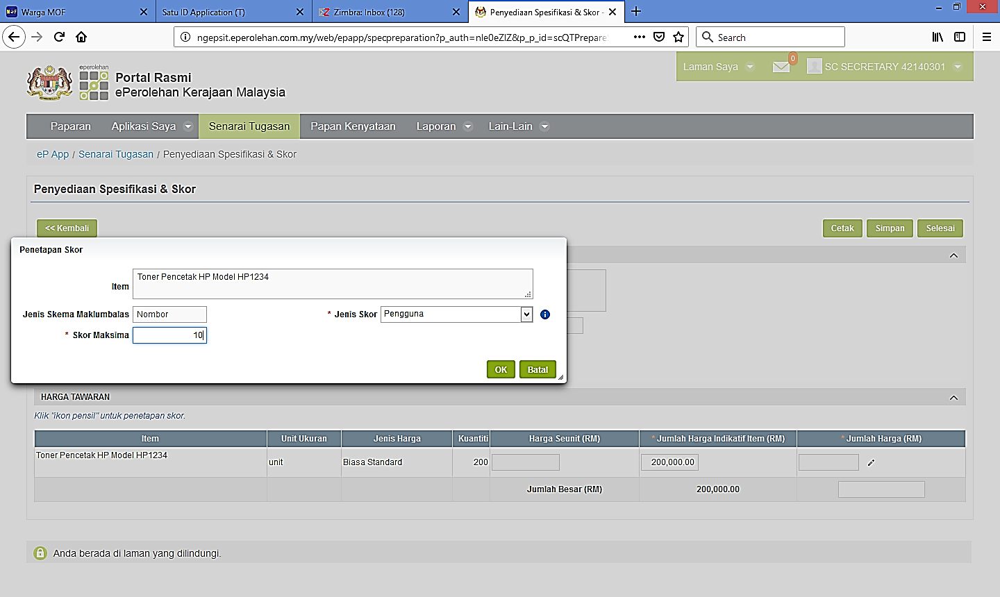 Warga MOF
Satu ID Application (T)
Zimbra: Inbox (128)
Penyediaan Spesifikasi & Skor -
ngepsit.eperolehan.com.my/web/epapp/specpreparation?p_auth=nle0eZlZ&p_p_id=scQTPrepare
Search
eperolehan
Portal Rasmi
ePerolehan Kerajaan Malaysia
Laman Saya
0
SC SECRETARY 42140301
Paparan Aplikasi Saya Senarai Tugasan Papan Kenyataan Laporan Lain-Lain
eP App / Senarai Tugasan / Penyediaan Spesifikasi & Skor
Penyediaan Spesifikasi & Skor
<< Kembali
Cetak Simpan Selesai
Penetapan Skor
Item Toner Pencetak HP Model HP1234
Jenis Skema Maklumbalas Nombor * Jenis Skor Pengguna
* Skor Maksima 10
OK Batal
HARGA TAWARAN
Klik "ikon pensil" untuk penetapan skor.
Item Unit Ukuran Jenis Harga Kuantiti Harga Seunit (RM) * Jumlah Harga Indikatif Item (RM) * Jumlah Harga (RM)
Toner Pencetak HP Model HP1234 unit Biasa Standard 200 200,000.00
Jumlah Besar (RM) 200,000.00
Anda berada di laman yang dilindungi.